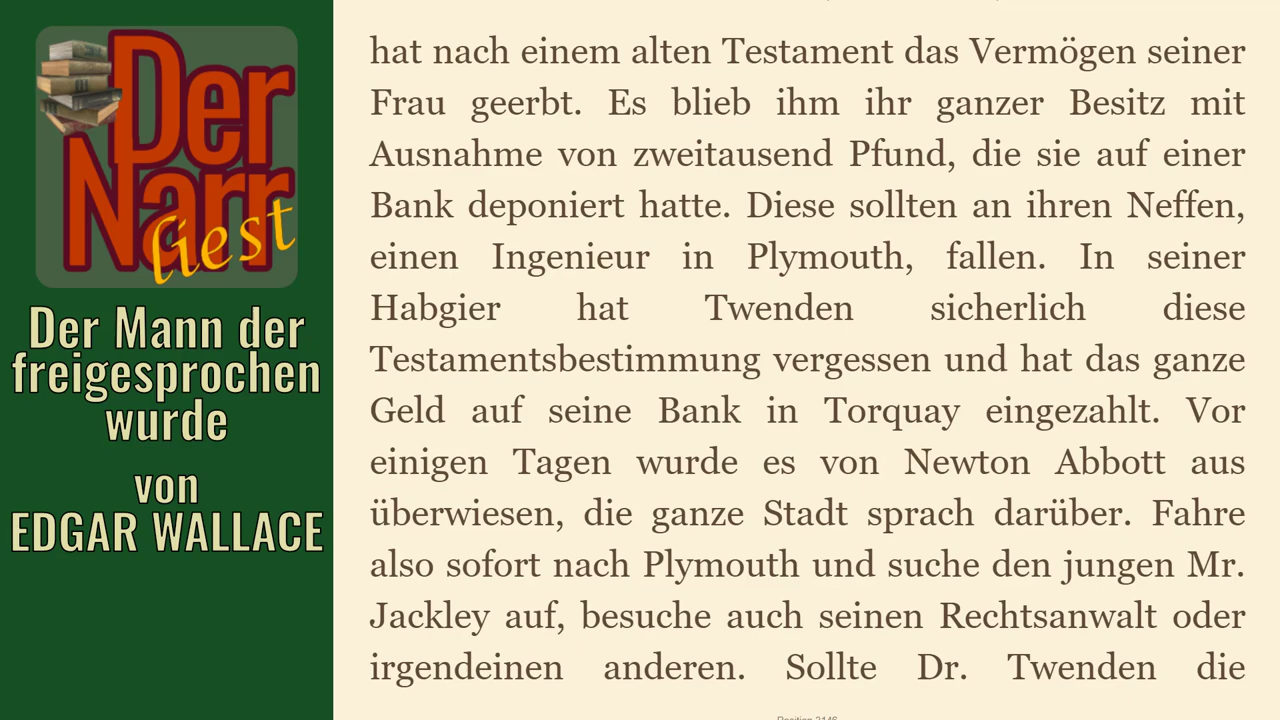 Der
Narr
liest
Der Mann der
freigesprochen
wurde
von
EDGAR WALLACE
hat nach einem alten Testament das Vermögen seiner
Frau geerbt. Es blieb ihm ihr ganzer Besitz mit
Ausnahme von zweitausend Pfund, die sie auf einer
Bank deponiert hatte. Diese sollten an ihren Neffen,
einen Ingenieur in Plymouth, fallen. In seiner
Habgier hat Twenden sicherlich diese
Testamentsbestimmung vergessen und hat das ganze
Geld auf seine Bank in Torquay eingezahlt. Vor
einigen Tagen wurde es von Newton Abbott aus
überwiesen, die ganze Stadt sprach darüber. Fahre
also sofort nach Plymouth und suche den jungen Mr.
Jackley auf, besuche auch seinen Rechtsanwalt oder
irgendeinen anderen. Sollte Dr. Twenden die